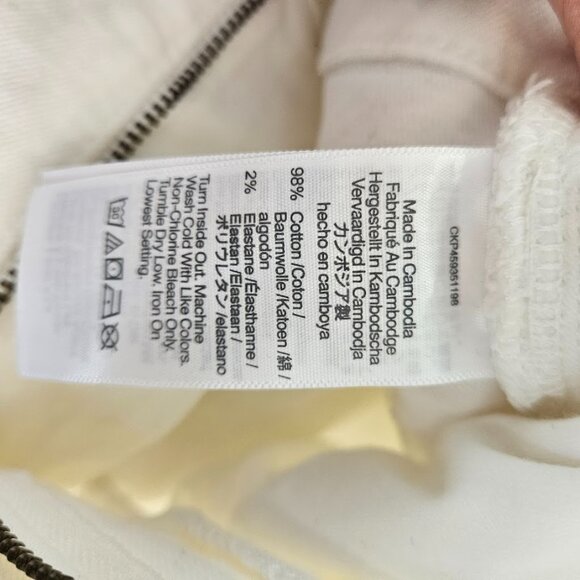 CKP459351198
Made In Cambodia
Fabriqué Au Cambodge
Hergestellt In Kambodscha
Vervaardigd In Cambodja
カンボジア製
hecho en camboya
98% Cotton /Coton /
Baumwolle /Katoen /綿 /
algodón
2% Elastane /Élasthanne /
Elastan /Elastaan /
ポリウレタン /elastano
Turn Inside Out. Machine
Wash Cold With Like Colors.
Non-Chlorine Bleach Only.
Tumble Dry Low. Iron On
Lowest Setting.